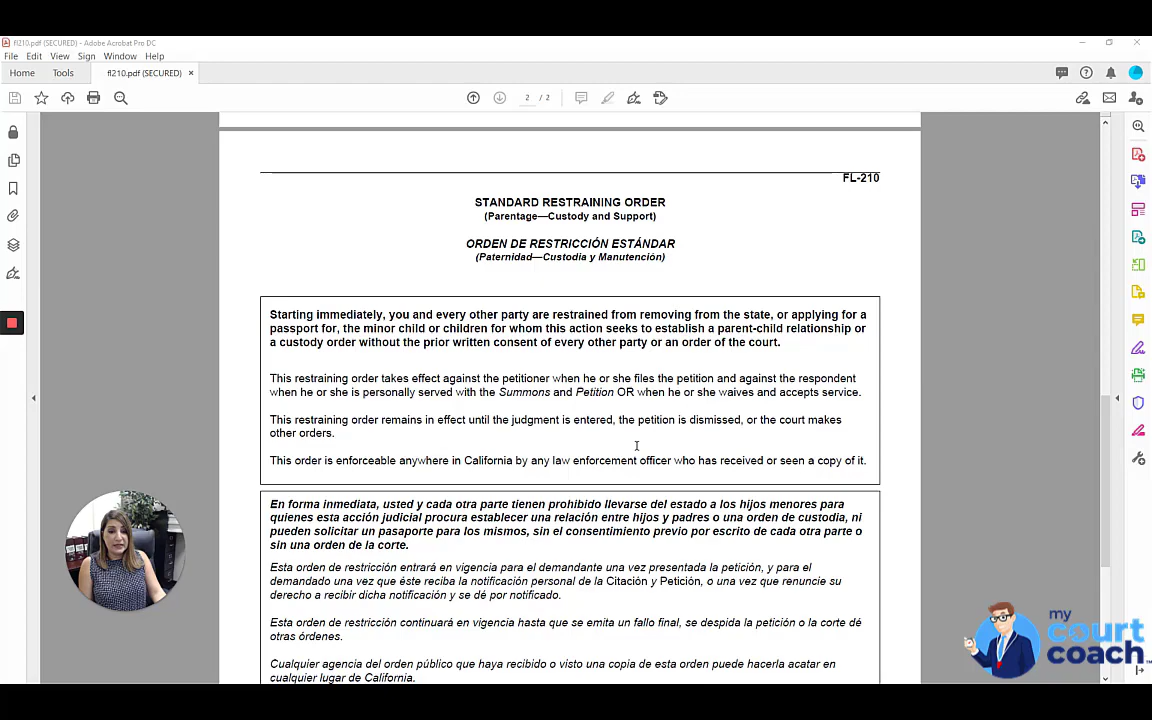 fl210.pdf (SECURED) - Adobe Acrobat Pro DC
File Edit View Sign Window Help
Home Tools fl210.pdf (SECURED) ×
2 / 2
FL-210
STANDARD RESTRAINING ORDER
(Parentage—Custody and Support)
ORDEN DE RESTRICCIÓN ESTÁNDAR
(Paternidad—Custodia y Manutención)
Starting immediately, you and every other party are restrained from removing from the state, or applying for a
passport for, the minor child or children for whom this action seeks to establish a parent-child relationship or
a custody order without the prior written consent of every other party or an order of the court.
This restraining order takes effect against the petitioner when he or she files the petition and against the respondent
when he or she is personally served with the Summons and Petition OR when he or she waives and accepts service.
This restraining order remains in effect until the judgment is entered, the petition is dismissed, or the court makes
other orders.
This order is enforceable anywhere in California by any law enforcement officer who has received or seen a copy of it.
En forma inmediata, usted y cada otra parte tienen prohibido llevarse del estado a los hijos menores para
quienes esta acción judicial procura establecer una relación entre hijos y padres o una orden de custodia, ni
pueden solicitar un pasaporte para los mismos, sin el consentimiento previo por escrito de cada otra parte o
sin una orden de la corte.
Esta orden de restricción entrará en vigencia para el demandante una vez presentada la petición, y para el
demandado una vez que éste reciba la notificación personal de la Citación y Petición, o una vez que renuncie su
derecho a recibir dicha notificación y se dé por notificado.
Esta orden de restricción continuará en vigencia hasta que se emita un fallo final, se despida la petición o la corte dé
otras órdenes.
Cualquier agencia del orden público que haya recibido o visto una copia de esta orden puede hacerla acatar en
cualquier lugar de California.
my
court
coach™